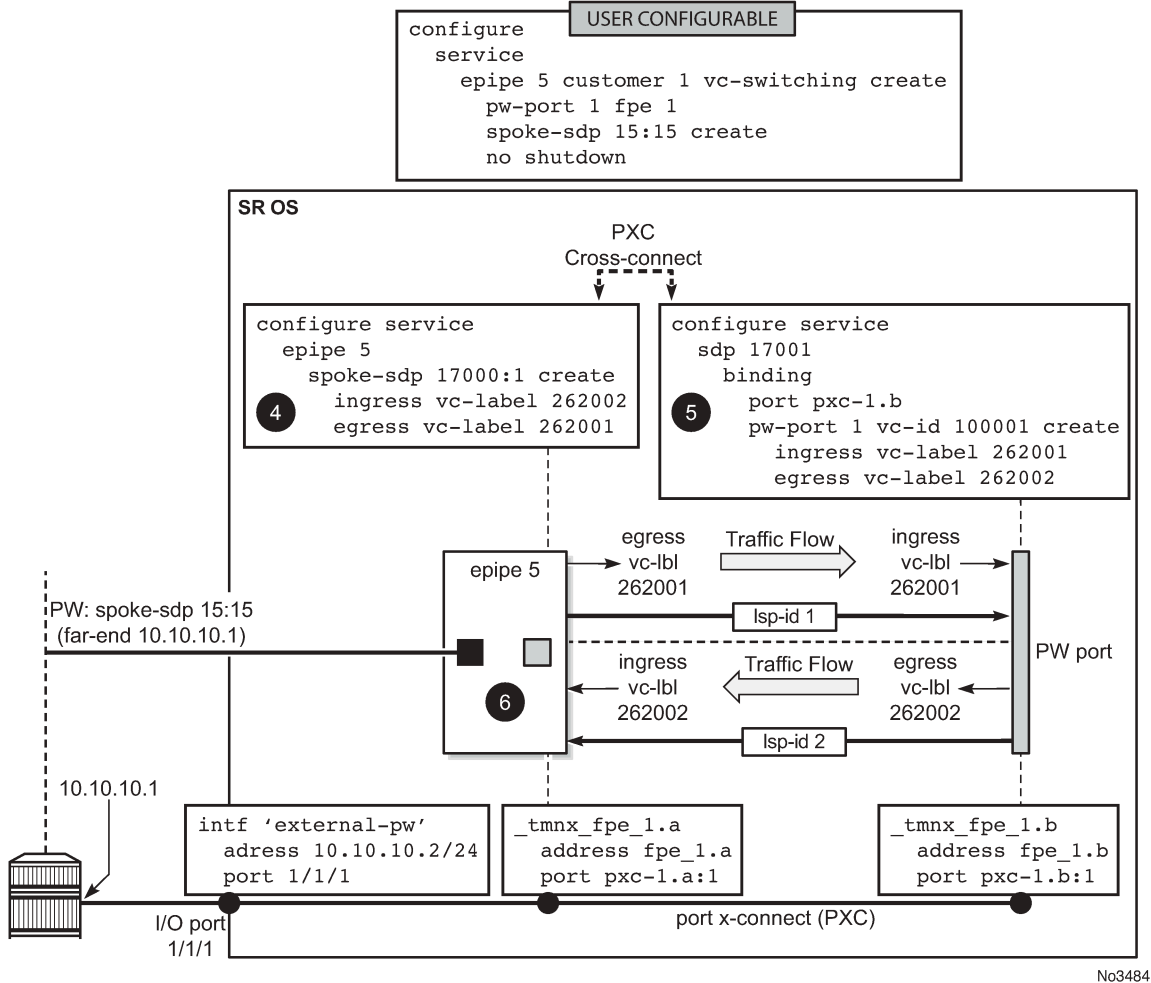 USER CONFIGURABLE
configure
service
epipe 5 customer 1 vc-switching create
pw-port 1 fpe 1
spoke-sdp 15:15 create
no shutdown
SR OS
PXC
Cross-connect
configure service
epipe 5
spoke-sdp 17000:1 create
ingress vc-label 262002
egress vc-label 262001
4
configure service
sdp 17001
binding
port pxc-1.b
pw-port 1 vc-id 100001 create
ingress vc-label 262001
egress vc-label 262002
5
epipe 5
6
egress
vc-lbl
262001
Traffic Flow
ingress
vc-lbl
262001
lsp-id 1
PW: spoke-sdp 15:15
(far-end 10.10.10.1)
ingress
vc-lbl
262002
Traffic Flow
egress
vc-lbl
262002
PW port
lsp-id 2
10.10.10.1
intf ‘external-pw’
adress 10.10.10.2/24
port 1/1/1
_tmnx_fpe_1.a
address fpe_1.a
port pxc-1.a:1
_tmnx_fpe_1.b
address fpe_1.b
port pxc-1.b:1
I/O port
1/1/1
port x-connect (PXC)
No3484